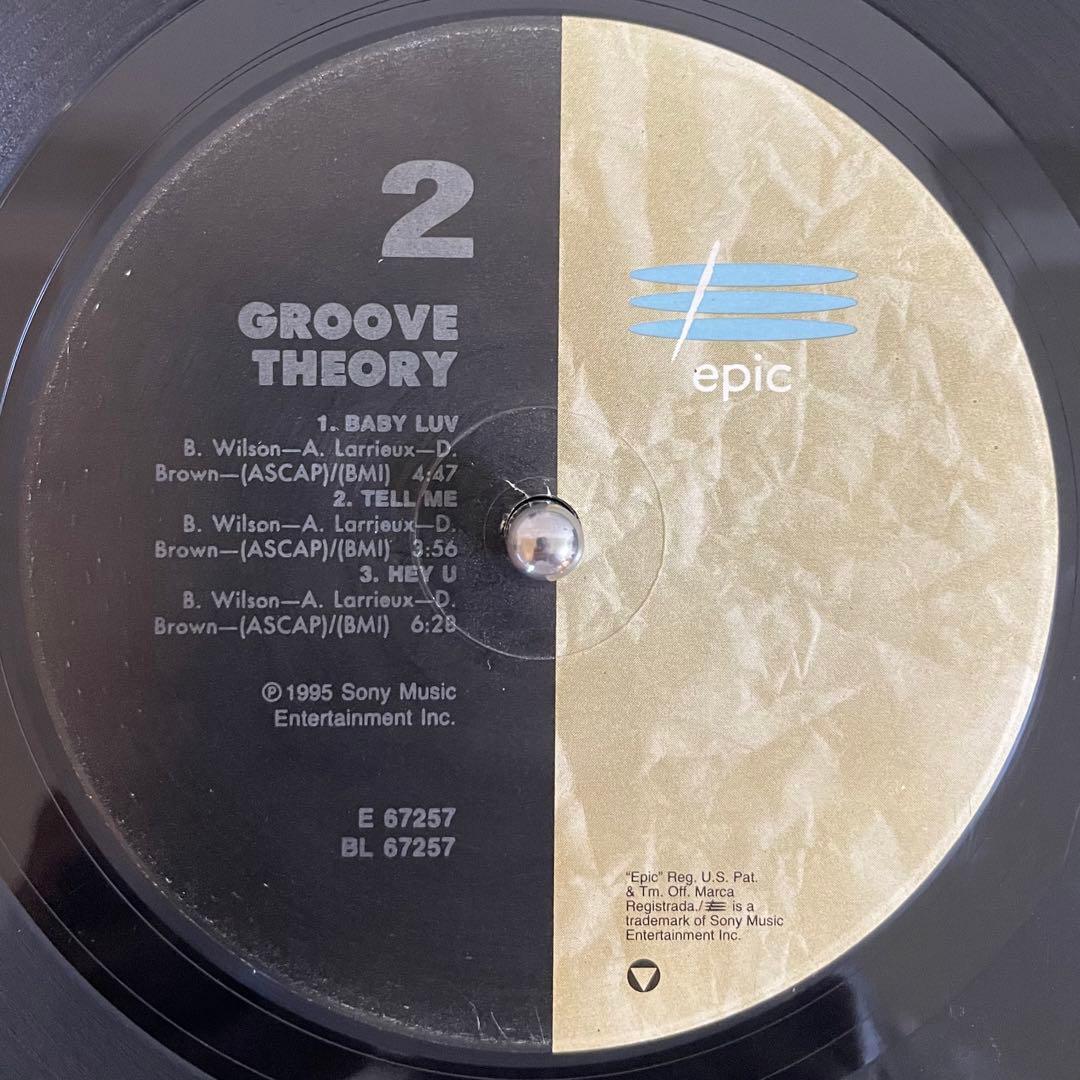 2
GROOVE
THEORY
1. BABY LUV
B. Wilson—A. Larrieux—D.
Brown—(ASCAP)/(BMI) 4:47
2. TELL ME
B. Wilson—A. Larrieux—D.
Brown—(ASCAP)/(BMI) 3:56
3. HEY U
B. Wilson—A. Larrieux—D.
Brown—(ASCAP)/(BMI) 6:28
℗ 1995 Sony Music
Entertainment Inc.
E 67257
BL 67257
epic
"Epic" Reg. U.S. Pat.
& Tm. Off. Marca
Registrada./ is a
trademark of Sony Music
Entertainment Inc.